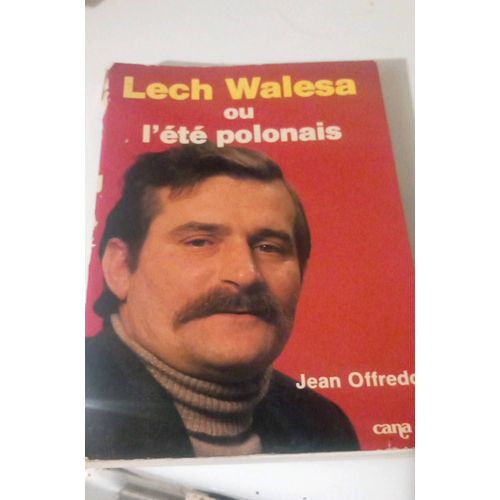 Lech Walesa
ou
l'été polonais
Jean Offredo
cana